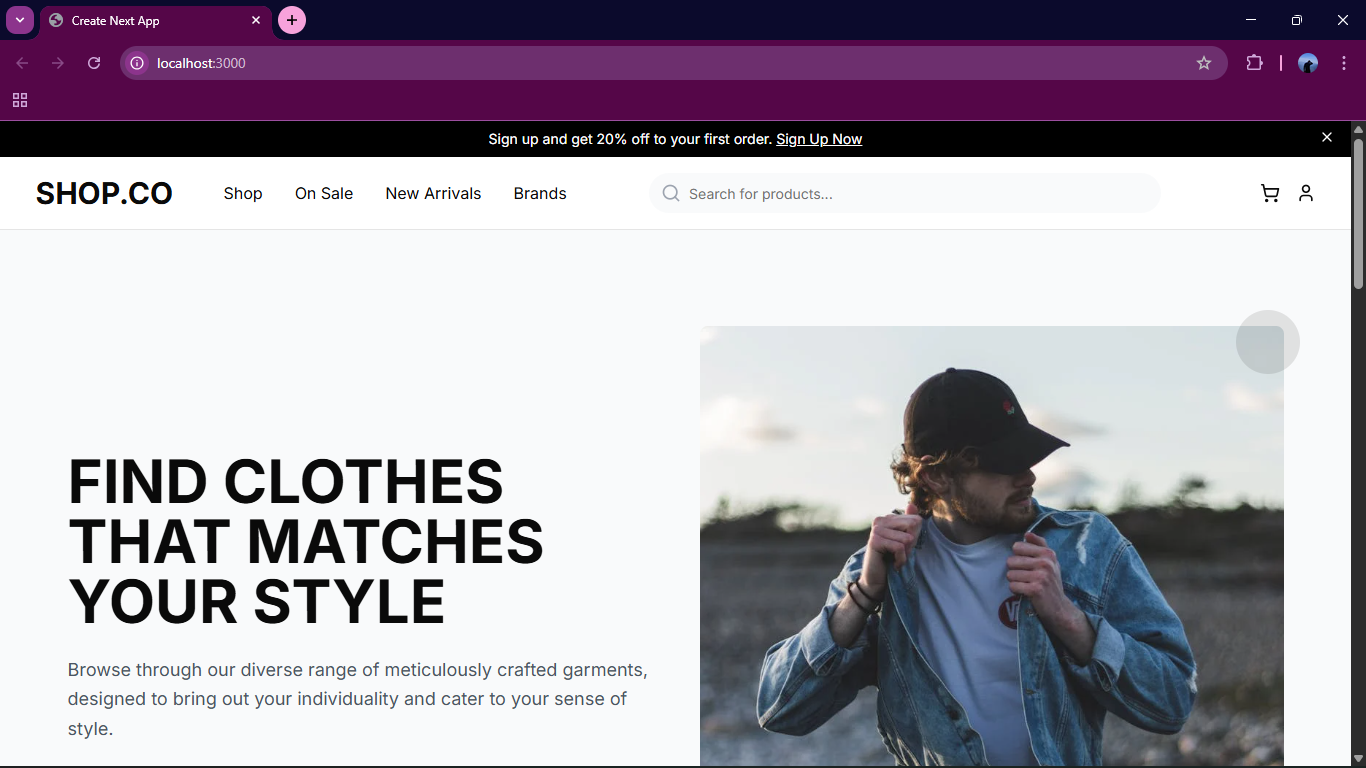 Create Next App
localhost:3000
Sign up and get 20% off to your first order. Sign Up Now
SHOP.CO
Shop
On Sale
New Arrivals
Brands
Search for products...
FIND CLOTHES
THAT MATCHES
YOUR STYLE
Browse through our diverse range of meticulously crafted garments,
designed to bring out your individuality and cater to your sense of
style.